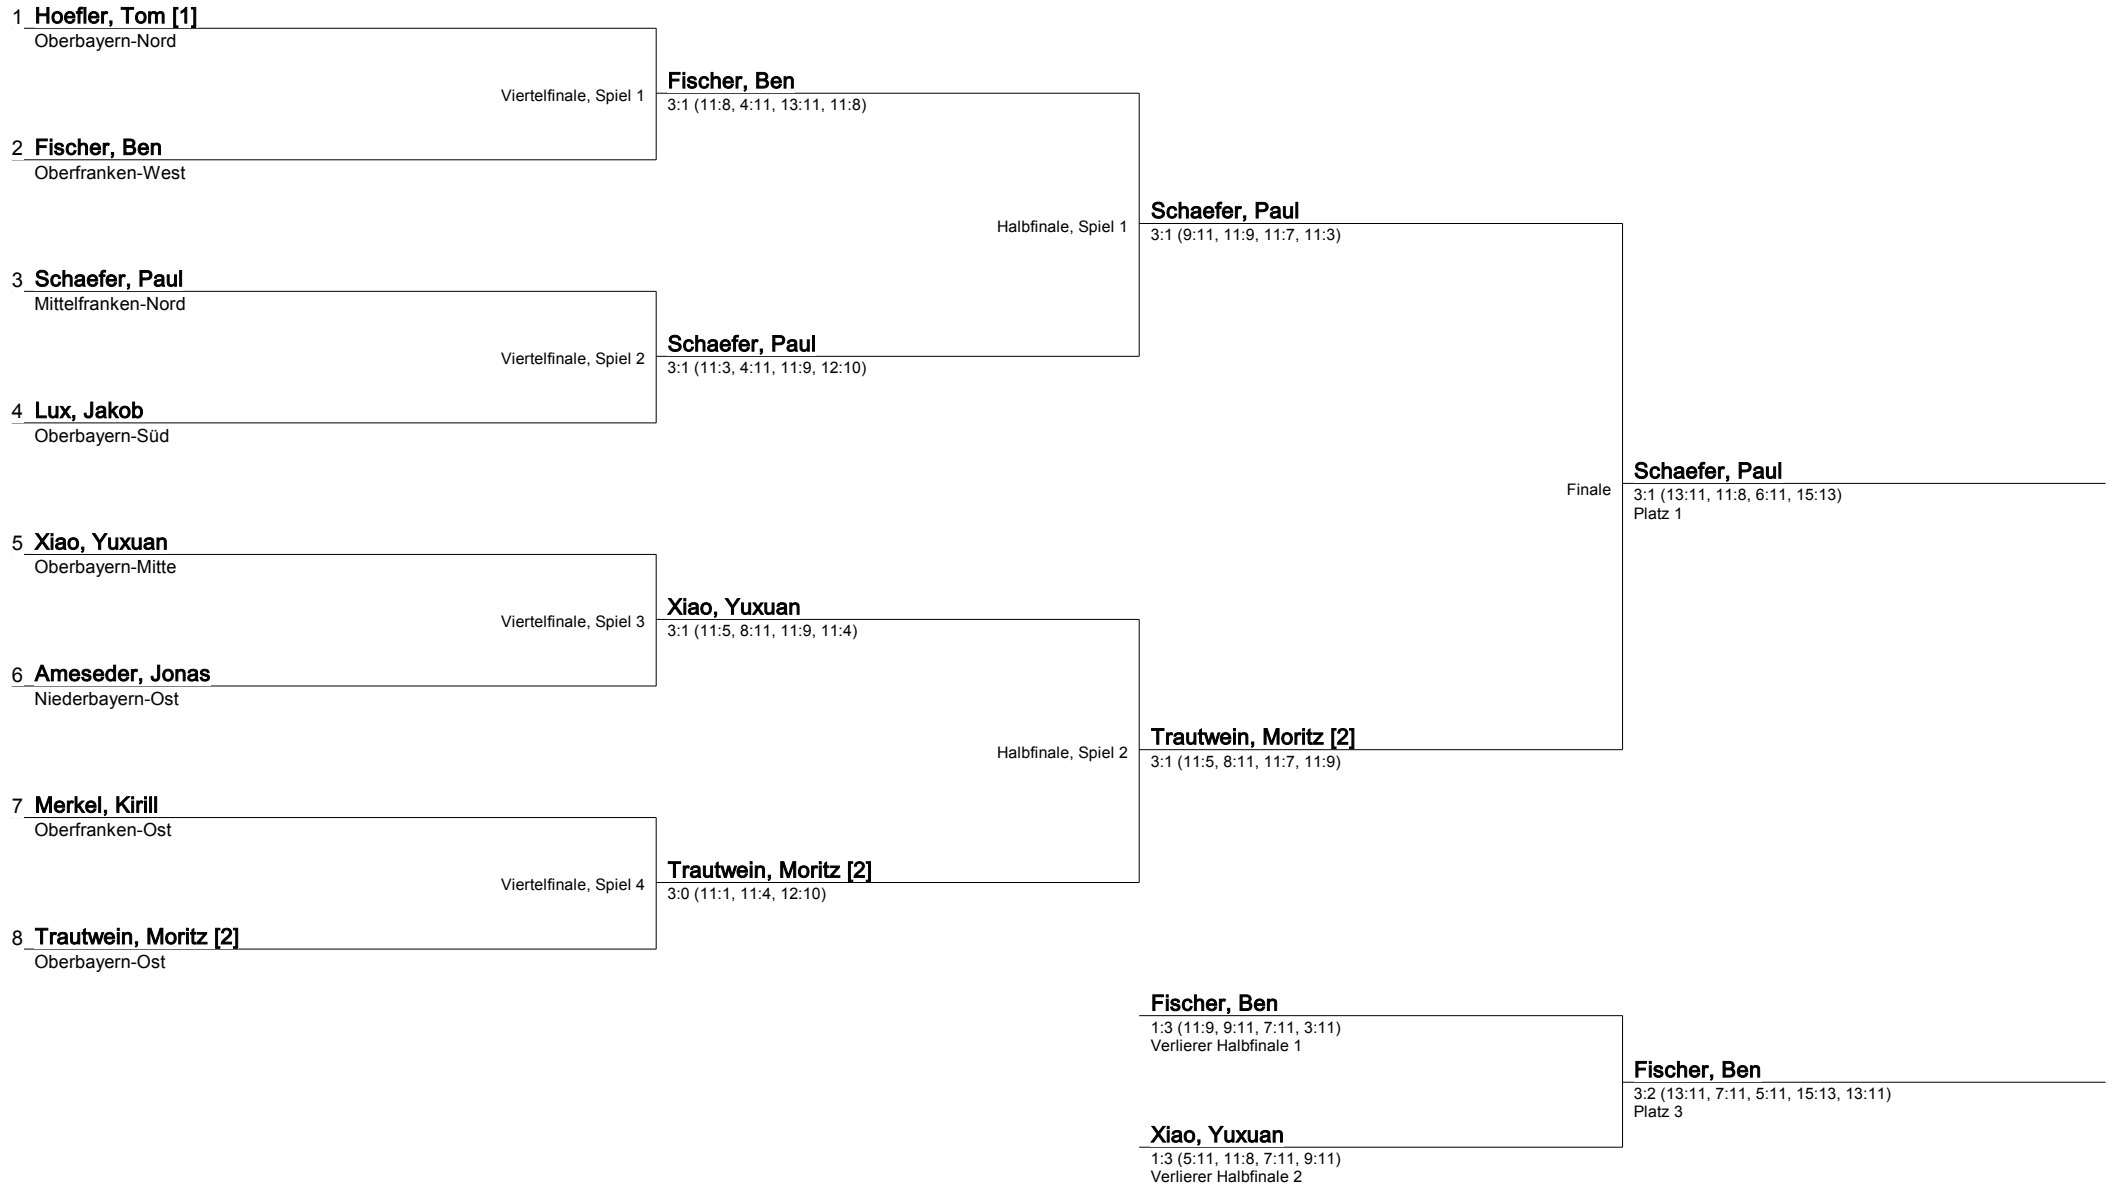 1 Hoefler, Tom [1]
Oberbayern-Nord
Viertelfinale, Spiel 1
Fischer, Ben
3:1 (11:8, 4:11, 13:11, 11:8)
2 Fischer, Ben
Oberfranken-West
Halbfinale, Spiel 1
Schaefer, Paul
3:1 (9:11, 11:9, 11:7, 11:3)
3 Schaefer, Paul
Mittelfranken-Nord
Viertelfinale, Spiel 2
Schaefer, Paul
3:1 (11:3, 4:11, 11:9, 12:10)
4 Lux, Jakob
Oberbayern-Süd
Finale
Schaefer, Paul
3:1 (13:11, 11:8, 6:11, 15:13)
Platz 1
5 Xiao, Yuxuan
Oberbayern-Mitte
Viertelfinale, Spiel 3
Xiao, Yuxuan
3:1 (11:5, 8:11, 11:9, 11:4)
6 Ameseder, Jonas
Niederbayern-Ost
Halbfinale, Spiel 2
Trautwein, Moritz [2]
3:1 (11:5, 8:11, 11:7, 11:9)
7 Merkel, Kirill
Oberfranken-Ost
Viertelfinale, Spiel 4
Trautwein, Moritz [2]
3:0 (11:1, 11:4, 12:10)
8 Trautwein, Moritz [2]
Oberbayern-Ost
Fischer, Ben
1:3 (11:9, 9:11, 7:11, 3:11)
Verlierer Halbfinale 1
Fischer, Ben
3:2 (13:11, 7:11, 5:11, 15:13, 13:11)
Platz 3
Xiao, Yuxuan
1:3 (5:11, 11:8, 7:11, 9:11)
Verlierer Halbfinale 2